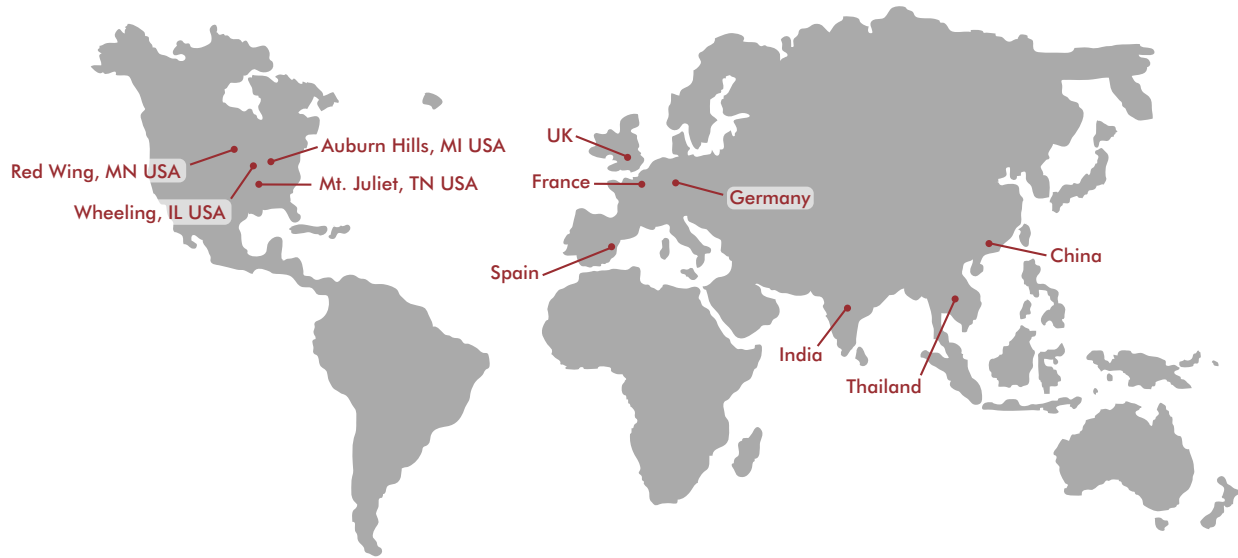 Auburn Hills, MI USA
Red Wing, MN USA
Mt. Juliet, TN USA
Wheeling, IL USA
UK
France
Germany
Spain
China
India
Thailand